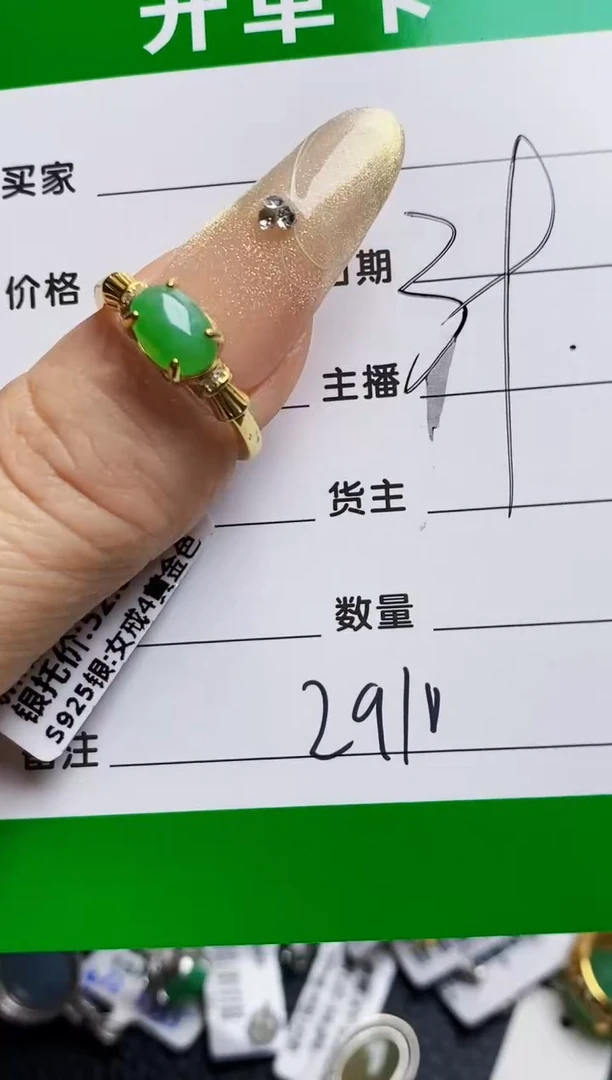 开单卡
买家
价格
日期
主播
货主
数量
291"
备注
银托价:52.
S925银:女戒4黄金色